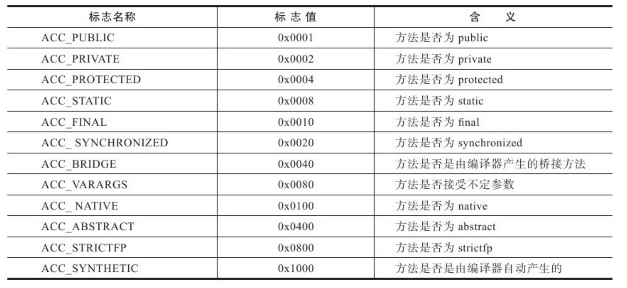 标志名称 标 志 值 含 义
ACC_PUBLIC 0x0001 方法是否为 public
ACC_PRIVATE 0x0002 方法是否为 private
ACC_PROTECTED 0x0004 方法是否为 protected
ACC_STATIC 0x0008 方法是否为 static
ACC_FINAL 0x0010 方法是否为 final
ACC_ SYNCHRONIZED 0x0020 方法是否为 synchronized
ACC_BRIDGE 0x0040 方法是否是由编译器产生的桥接方法
ACC_VARARGS 0x0080 方法是否接受不定参数
ACC_ NATIVE 0x0100 方法是否为 native
ACC_ABSTRACT 0x0400 方法是否为 abstract
ACC_STRICTFP 0x0800 方法是否为 strictfp
ACC_SYNTHETIC 0x1000 方法是否是由编译器自动产生的